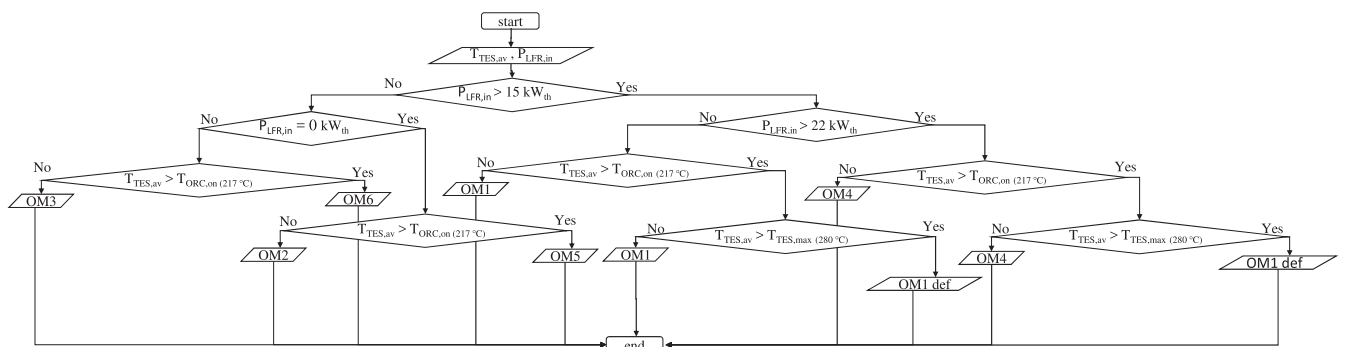 start
T_TES,av , P_LFR,in
No
Yes
P_LFR,in > 15 kW_th
No
P_LFR,in = 0 kW_th
Yes
No
P_LFR,in > 22 kW_th
Yes
No
T_TES,av > T_ORC,on (217 °C)
Yes
No
T_TES,av > T_ORC,on (217 °C)
Yes
No
T_TES,av > T_ORC,on (217 °C)
Yes
OM3
OM6
OM1
OM4
No
T_TES,av > T_ORC,on (217 °C)
Yes
No
T_TES,av > T_TES,max (280 °C)
Yes
No
T_TES,av > T_TES,max (280 °C)
Yes
OM2
OM5
OM1
OM1 def
OM4
OM1 def
end